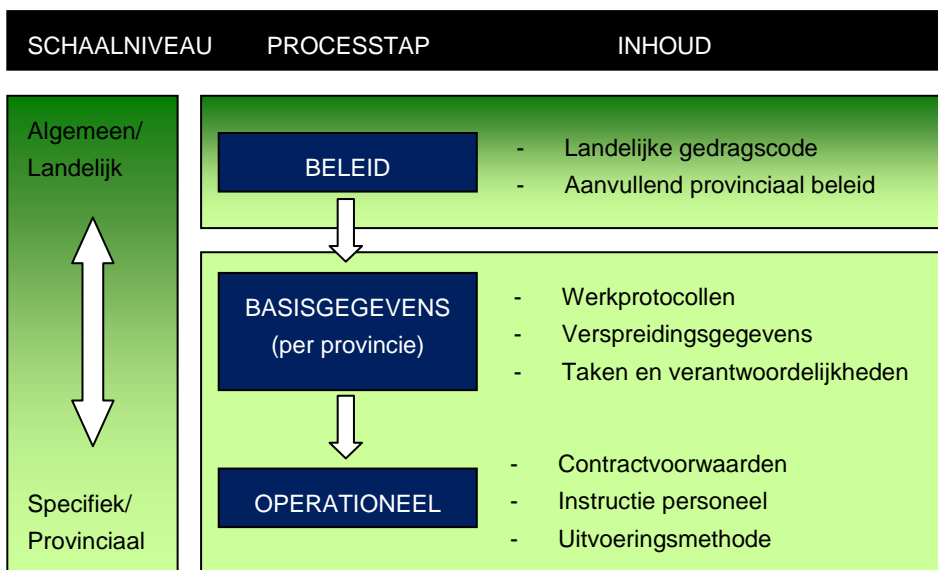 SCHAALNIVEAU PROCESSTAP INHOUD
Algemeen/
Landelijk
BELEID
- Landelijke gedragscode
- Aanvullend provinciaal beleid
BASISGEGEVENS
(per provincie)
- Werkprotocollen
- Verspreidingsgegevens
- Taken en verantwoordelijkheden
Specifiek/
Provinciaal
OPERATIONEEL
- Contractvoorwaarden
- Instructie personeel
- Uitvoeringsmethode